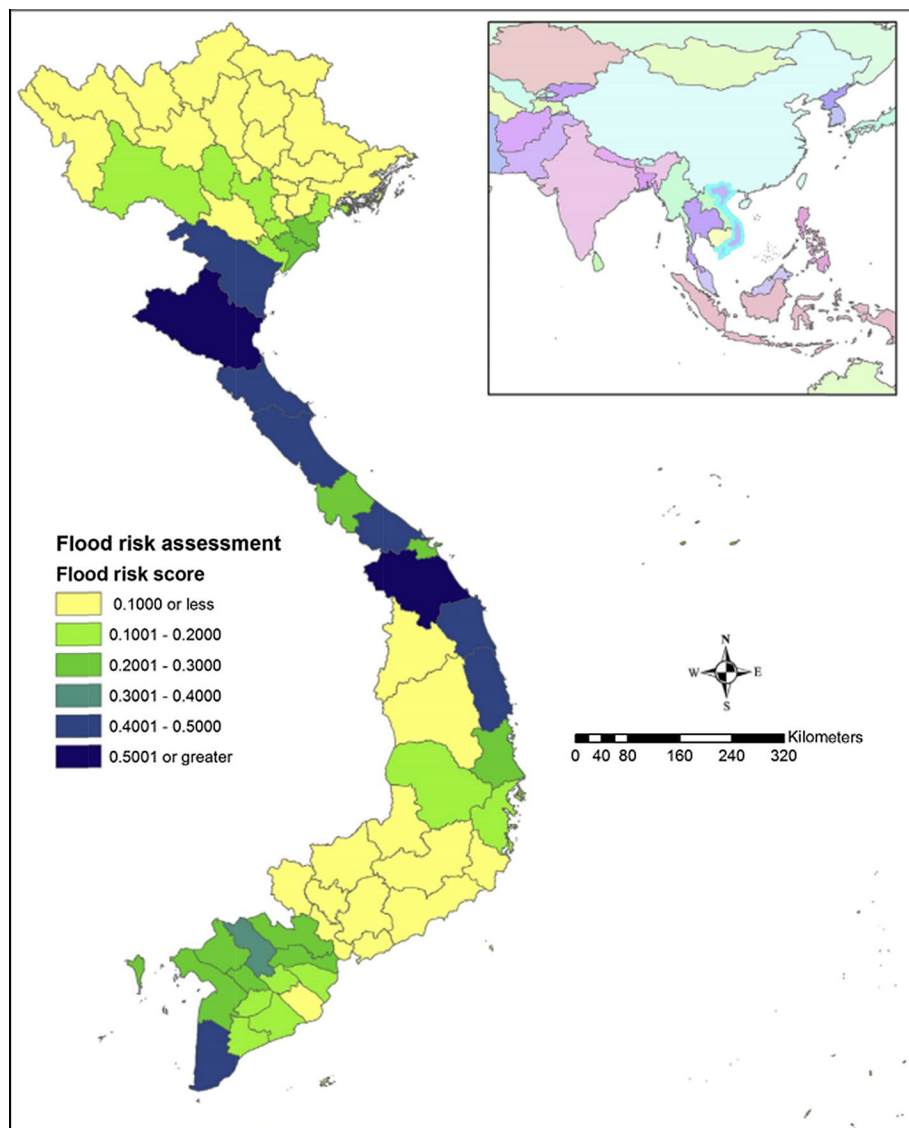 Flood risk assessment
Flood risk score
0.1000 or less
0.1001 - 0.2000
0.2001 - 0.3000
0.3001 - 0.4000
0.4001 - 0.5000
0.5001 or greater
N
W E
S
Kilometers
0 40 80 160 240 320